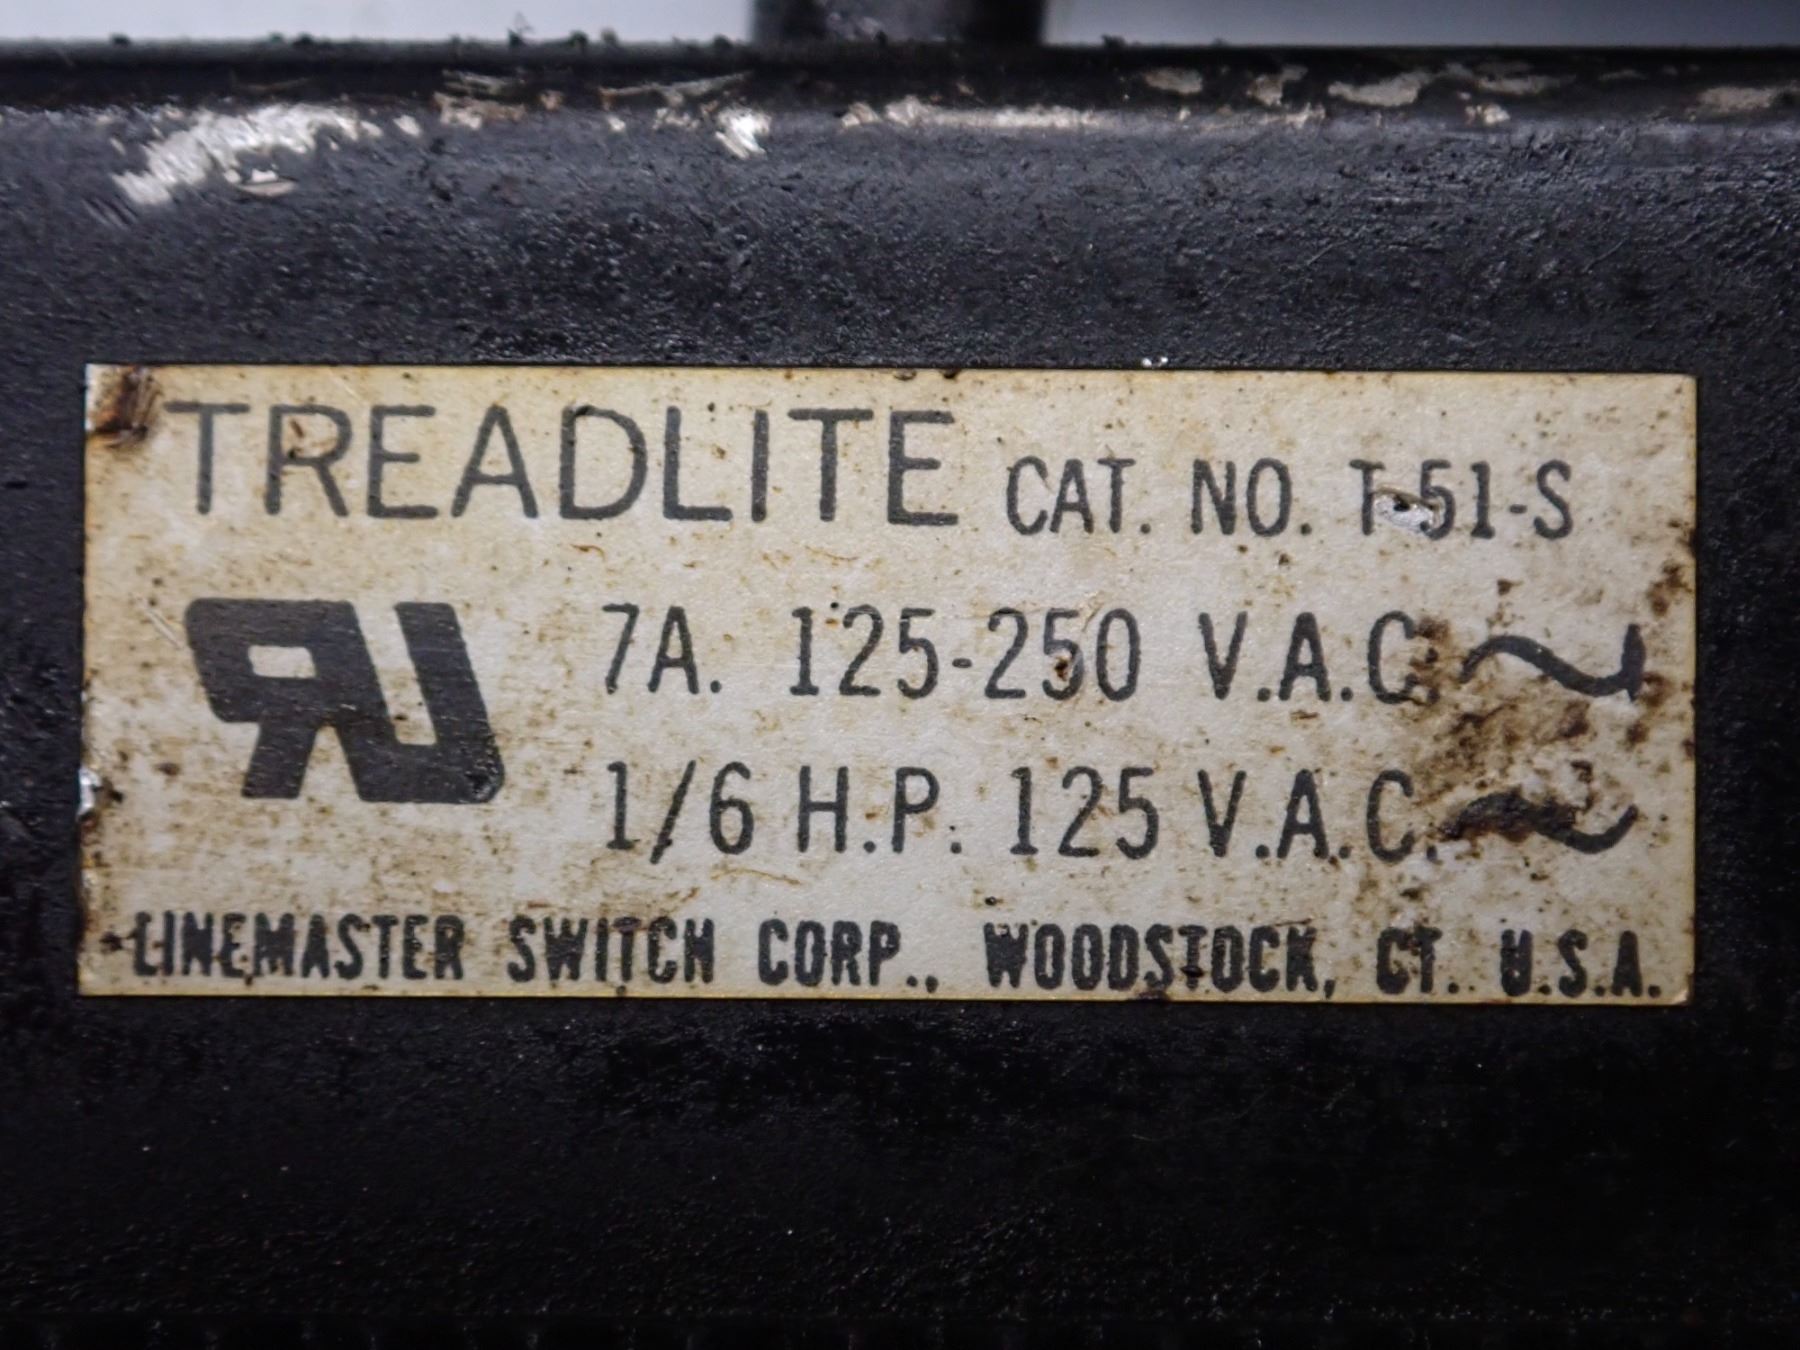 TREADLITE CAT. NO. T-51-S
7A. 125-250 V.A.C. ~
1/6 H.P. 125 V.A.C. ~
LINEMASTER SWITCH CORP., WOODSTOCK, CT. U.S.A.